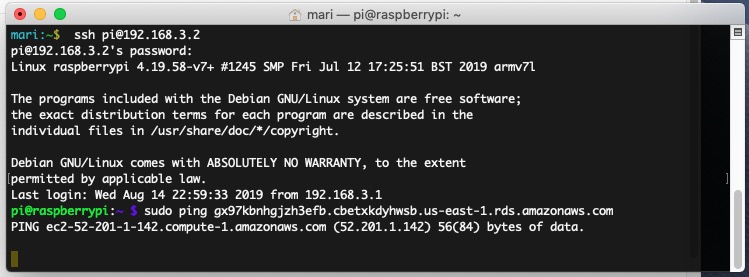 mari — pi@raspberrypi: ~
mari:~$ ssh pi@192.168.3.2
pi@192.168.3.2's password:
Linux raspberrypi 4.19.58-v7+ #1245 SMP Fri Jul 12 17:25:51 BST 2019 armv7l
The programs included with the Debian GNU/Linux system are free software;
the exact distribution terms for each program are described in the
individual files in /usr/share/doc/*/copyright.
Debian GNU/Linux comes with ABSOLUTELY NO WARRANTY, to the extent
permitted by applicable law.
Last login: Wed Aug 14 22:59:33 2019 from 192.168.3.1
pi@raspberrypi:~ $ sudo ping gx97kbnhgjzh3efb.cbetxkdyhwsb.us-east-1.rds.amazonaws.com
PING ec2-52-201-1-142.compute-1.amazonaws.com (52.201.1.142) 56(84) bytes of data.